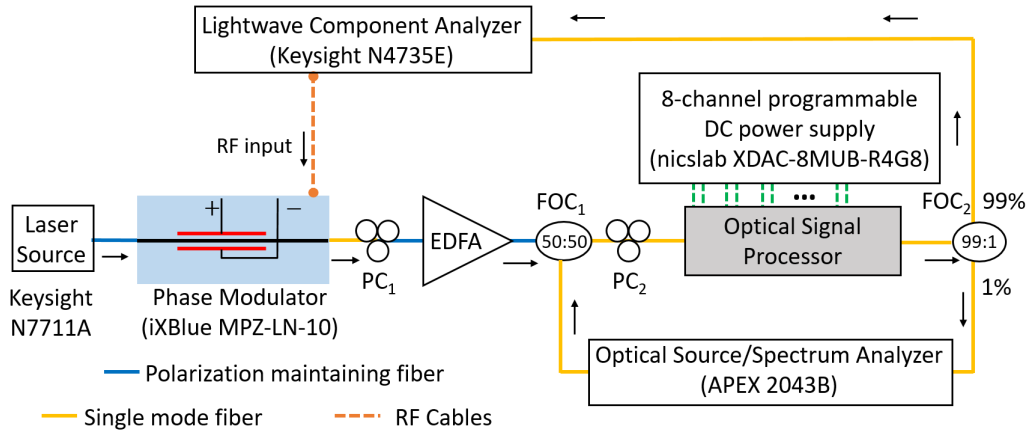 Lightwave Component Analyzer
(Keysight N4735E)
8-channel programmable
DC power supply
(nicslab XDAC-8MUB-R4G8)
RF input
+ −
...
FOC1
FOC2
99%
Laser
Source
EDFA
50:50
Optical Signal
Processor
99:1
PC1
PC2
1%
Keysight
N7711A
Phase Modulator
(iXBlue MPZ-LN-10)
Optical Source/Spectrum Analyzer
(APEX 2043B)
Polarization maintaining fiber
Single mode fiber
RF Cables